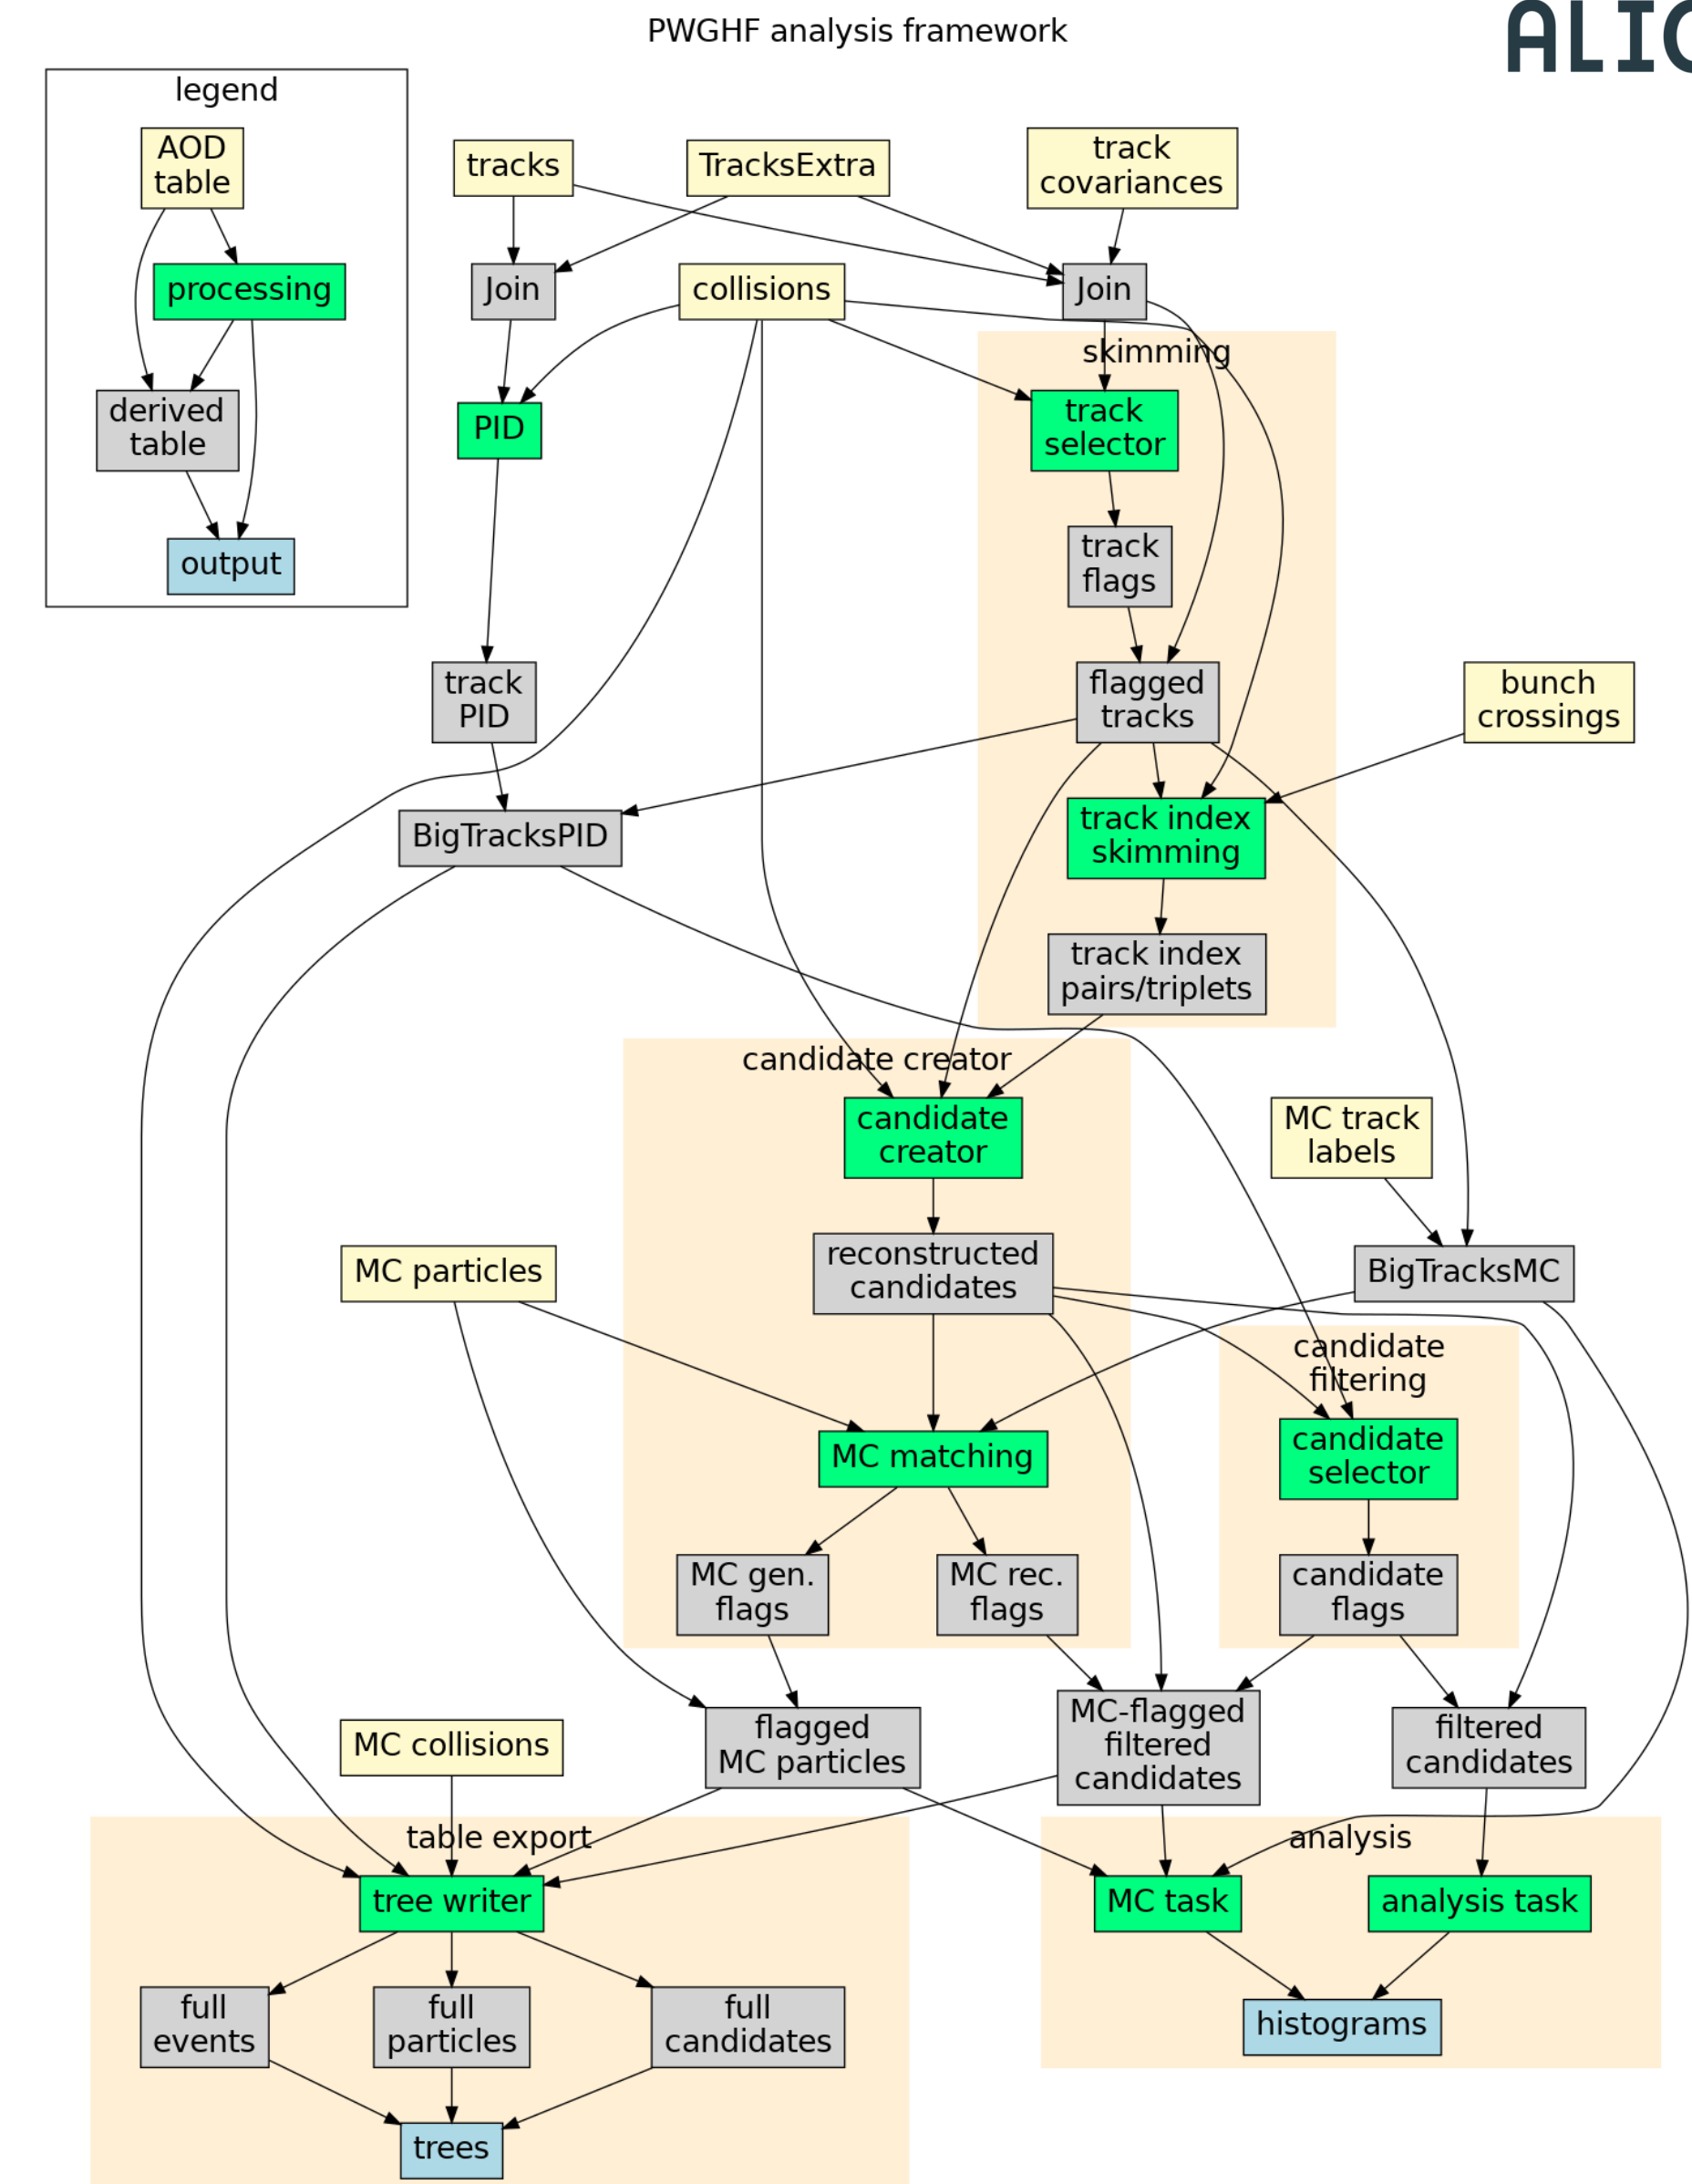 PWGHF analysis framework
ALIC
legend
AOD
table
processing
derived
table
output
tracks
TracksExtra
track
covariances
Join
collisions
Join
skimming
PID
track
selector
track
flags
track
PID
flagged
tracks
bunch
crossings
BigTracksPID
track index
skimming
track index
pairs/triplets
candidate creator
candidate
creator
MC track
labels
MC particles
reconstructed
candidates
BigTracksMC
candidate
filtering
MC matching
candidate
selector
MC gen.
flags
MC rec.
flags
candidate
flags
MC collisions
flagged
MC particles
MC-flagged
filtered
candidates
filtered
candidates
table export
analysis
tree writer
MC task
analysis task
full
events
full
particles
full
candidates
histograms
trees